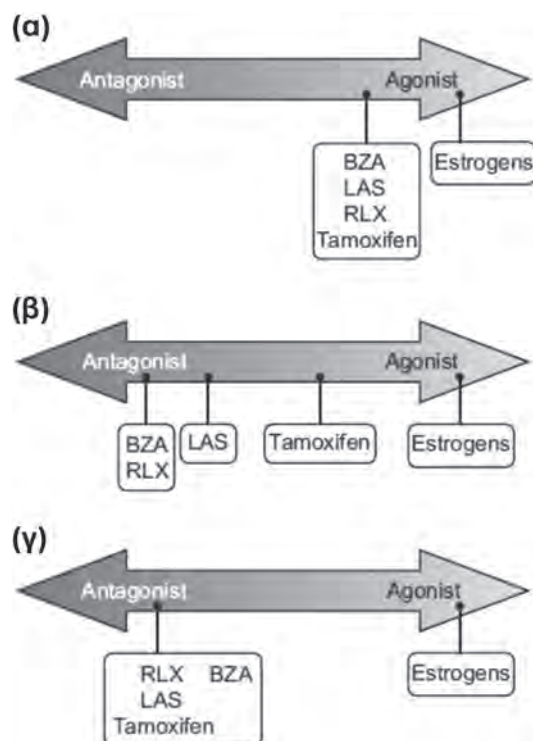 (α)
Antagonist Agonist
BZA
LAS
RLX
Tamoxifen
Estrogens
(β)
Antagonist Agonist
BZA
RLX
LAS
Tamoxifen
Estrogens
(γ)
Antagonist Agonist
RLX BZA
LAS
Tamoxifen
Estrogens